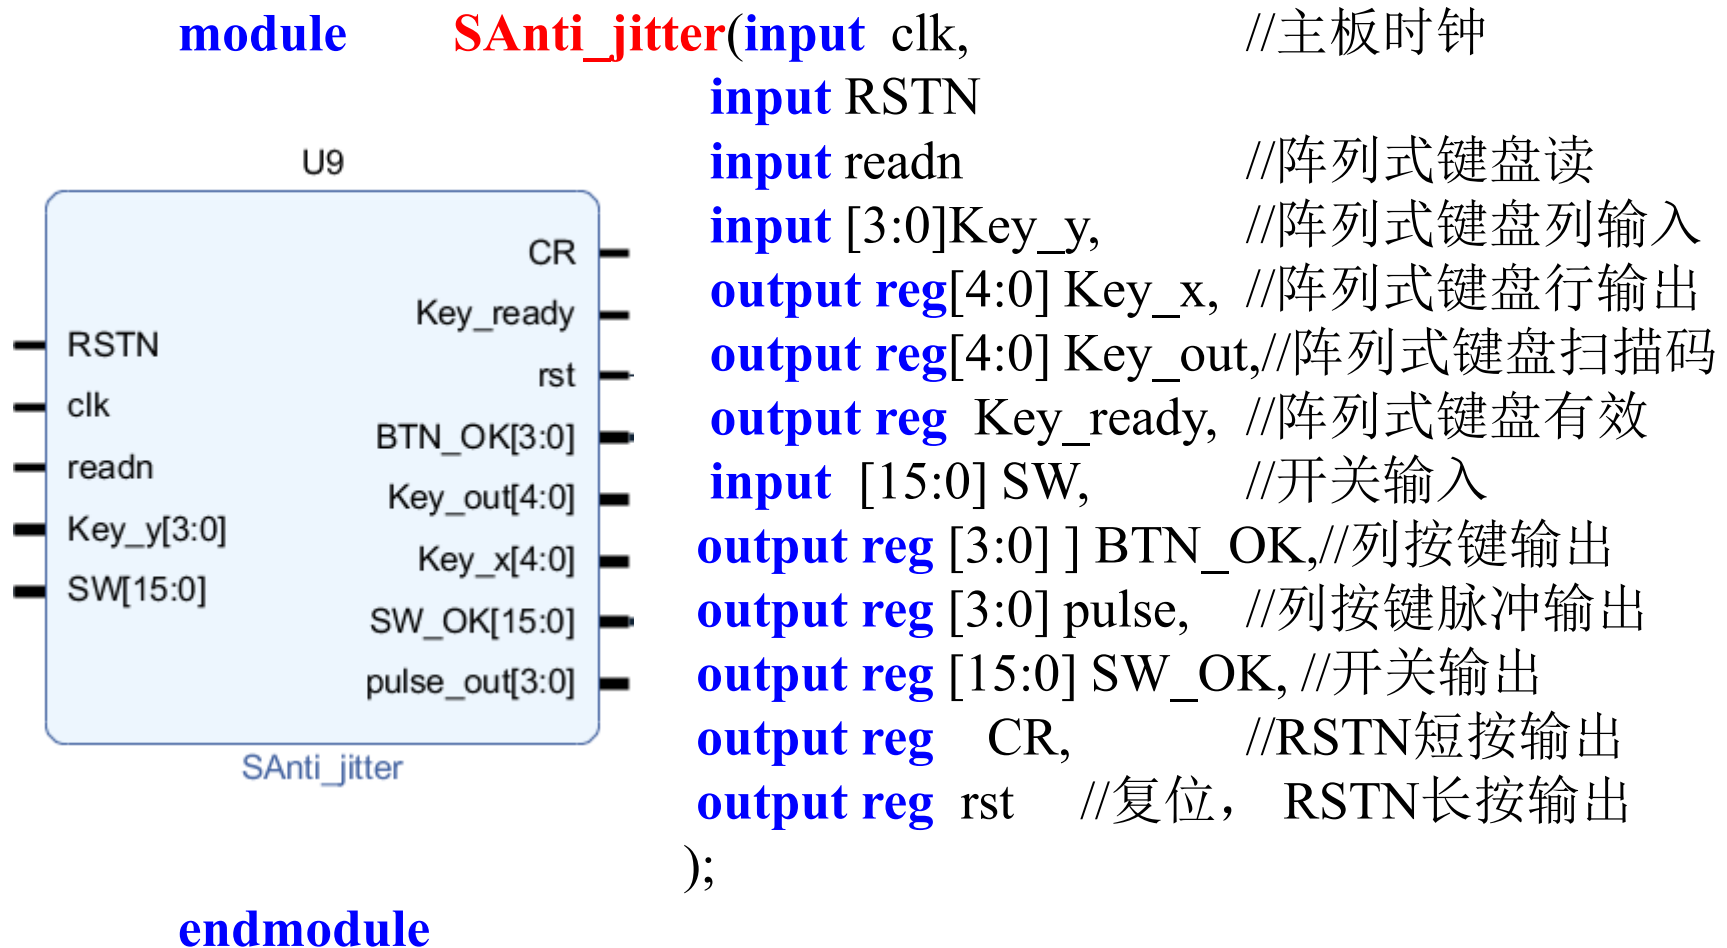 module SAnti_jitter(input clk, //主板时钟
input RSTN
input readn //阵列式键盘读
input [3:0]Key_y, //阵列式键盘列输入
output reg[4:0] Key_x, //阵列式键盘行输出
output reg[4:0] Key_out,//阵列式键盘扫描码
output reg Key_ready, //阵列式键盘有效
input [15:0] SW, //开关输入
output reg [3:0] ] BTN_OK,//列按键输出
output reg [3:0] pulse, //列按键脉冲输出
output reg [15:0] SW_OK, //开关输出
output reg CR, //RSTN短按输出
output reg rst //复位， RSTN长按输出
);
endmodule
U9
RSTN
clk
readn
Key_y[3:0]
SW[15:0]
CR
Key_ready
rst
BTN_OK[3:0]
Key_out[4:0]
Key_x[4:0]
SW_OK[15:0]
pulse_out[3:0]
SAnti_jitter